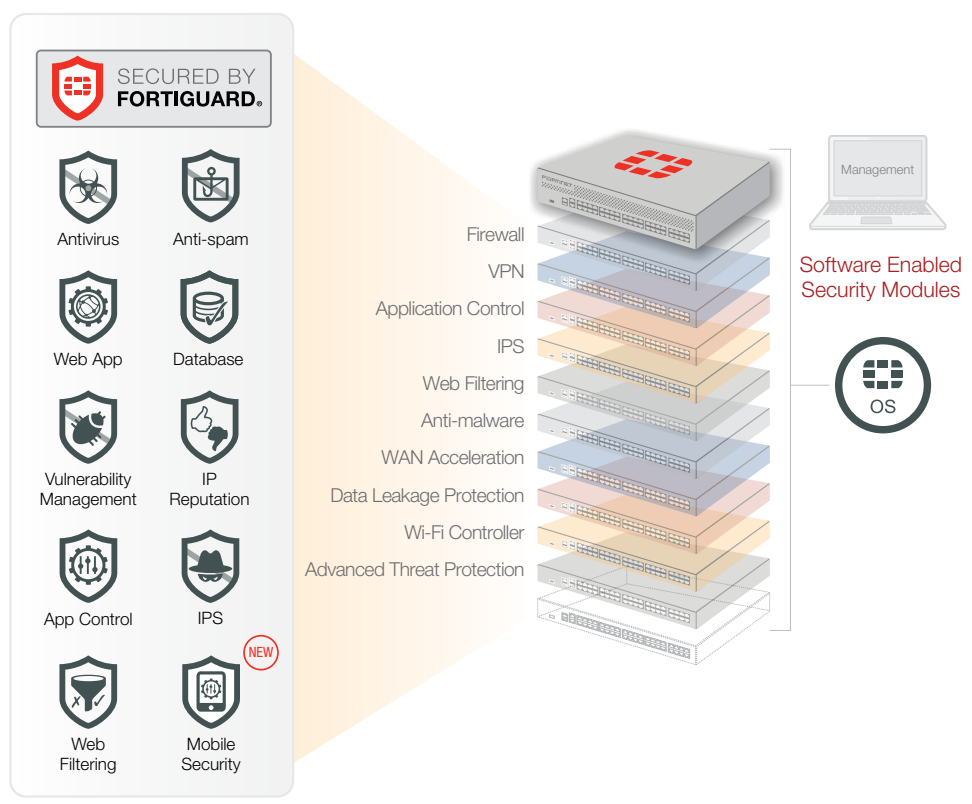 SECURED BY
FORTIGUARD®
Antivirus
Anti-spam
Web App
Database
Vulnerability
Management
IP
Reputation
App Control
IPS
NEW
Web
Filtering
Mobile
Security
FORTINET
Firewall
VPN
Application Control
IPS
Web Filtering
Anti-malware
WAN Acceleration
Data Leakage Protection
Wi-Fi Controller
Advanced Threat Protection
Management
Software Enabled
Security Modules
OS